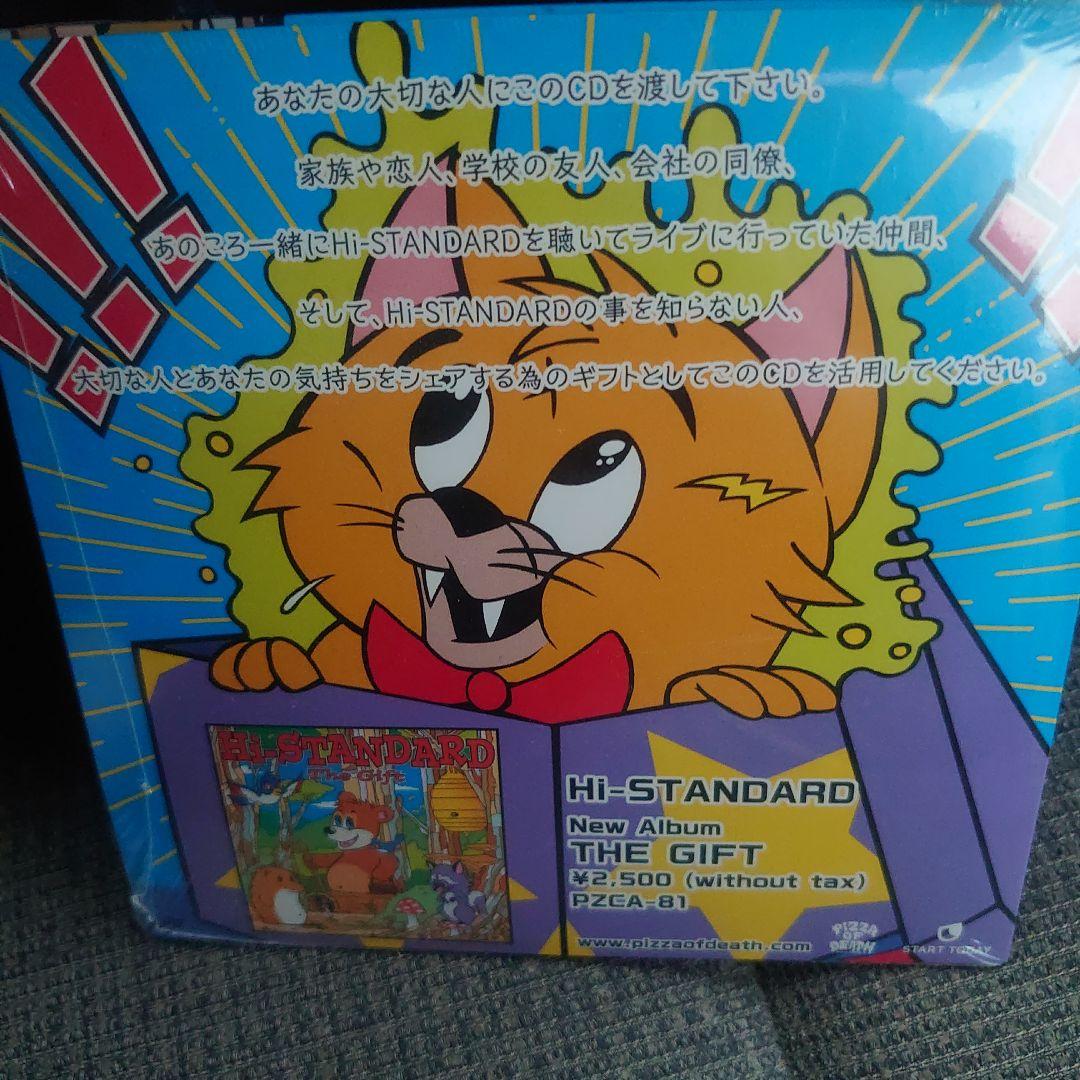 あなたの大切な人にこのCDを渡して下さい。
家族や恋人、学校の友人、会社の同僚、
あのころ一緒にHi-STANDARDを聴いてライブに行っていた仲間、
そして、Hi-STANDARDの事を知らない人、
大切な人とあなたの気持ちをシェアする為のギフトとしてこのCDを活用してください。
!!!
!!
Hi-STANDARD
The Gift
Hi-STANDARD
New Album
THE GIFT
¥2,500 (without tax)
PZCA-81
www.pizzaofdeath.com
PIZZA
OF
DEATH
START TODAY